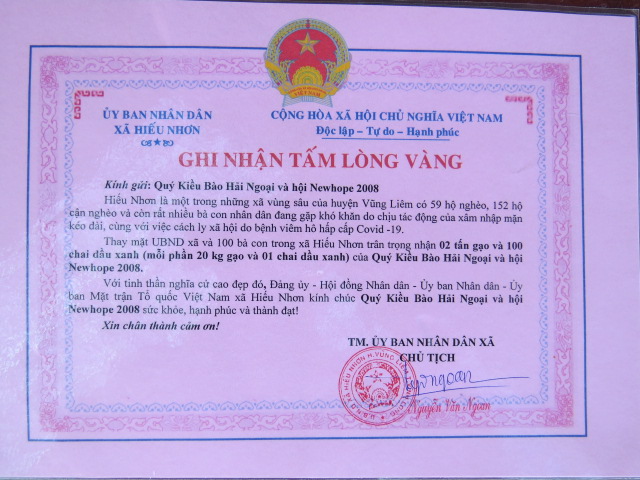 VIỆT NAM
ỦY BAN NHÂN DÂN
XÃ HIẾU NHƠN
CỘNG HÒA XÃ HỘI CHỦ NGHĨA VIỆT NAM
Độc lập – Tự do – Hạnh phúc
GHI NHẬN TẤM LÒNG VÀNG
Kính gửi: Quý Kiều Bào Hải Ngoại và hội Newhope 2008
Hiếu Nhơn là một trong những xã vùng sâu của huyện Vũng Liêm có 59 hộ nghèo, 152 hộ
cận nghèo và còn rất nhiều bà con nhân dân đang gặp khó khăn do chịu tác động của xâm nhập mặn
kéo dài, cùng với việc cách ly xã hội do bệnh viêm hô hấp cấp Covid -19.
Thay mặt UBND xã và 100 bà con trong xã Hiếu Nhơn trân trọng nhận 02 tấn gạo và 100
chai dầu xanh (mỗi phần 20 kg gạo và 01 chai dầu xanh) của Quý Kiều Bào Hải Ngoại và hội
Newhope 2008.
Với tinh thần nghĩa cử cao đẹp đó, Đảng ủy - Hội đồng Nhân dân - Ủy ban Nhân dân - Ủy
ban Mặt trận Tổ quốc Việt Nam xã Hiếu Nhơn kính chúc Quý Kiều Bào Hải Ngoại và hội
Newhope 2008 sức khỏe, hạnh phúc và thành đạt!
Xin chân thành cám ơn!
TM. ỦY BAN NHÂN DÂN XÃ
CHỦ TỊCH
Nguyễn Văn Ngoan